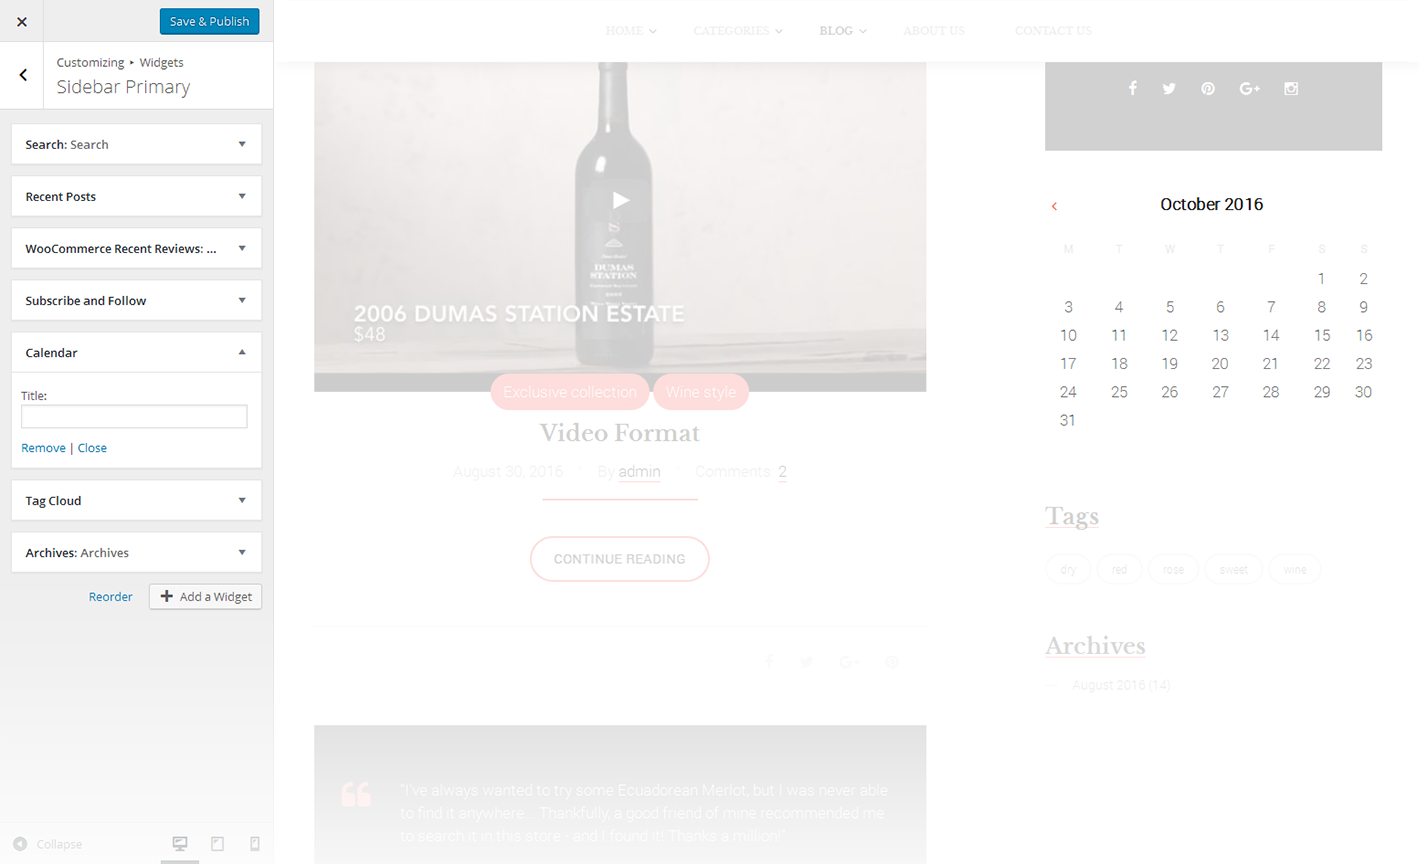 Save & Publish
Customizing ▸ Widgets
Sidebar Primary
Search: Search
Recent Posts
WooCommerce Recent Reviews: ...
Subscribe and Follow
Calendar
Title:
Remove | Close
Tag Cloud
Archives: Archives
Reorder
Add a Widget
Collapse
HOME CATEGORIES BLOG ABOUT US CONTACT US
S
DUMAS
STATION
2006 DUMAS STATION ESTATE
$48
Exclusive collection Wine style
Video Format
August 30, 2016 By admin Comments 2
CONTINUE READING
"I've always wanted to try some Ecuadorean Merlot, but I was never able
to find it anywhere... Thankfully, a good friend of mine recommended me
to search it in this store - and I found it! Thanks a million!"
October 2016
M T W T F S S
1 2
3 4 5 6 7 8 9
10 11 12 13 14 15 16
17 18 19 20 21 22 23
24 25 26 27 28 29 30
31
Tags
dry red rose sweet wine
Archives
August 2016 (14)